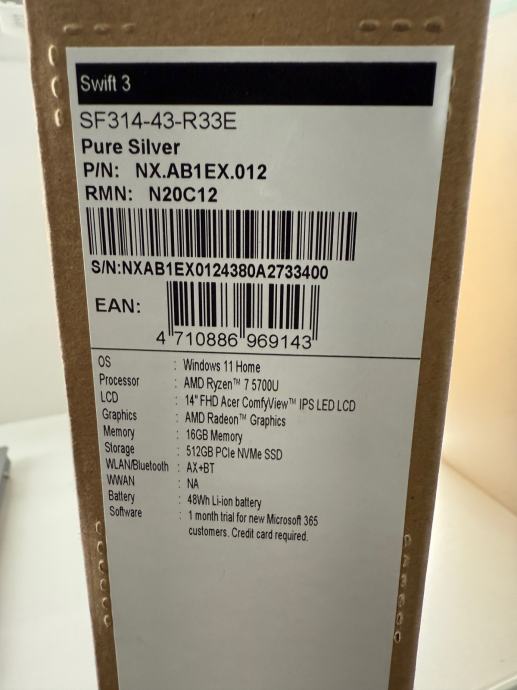 Swift 3
SF314-43-R33E
Pure Silver
P/N: NX.AB1EX.012
RMN: N20C12
S/N:NXAB1EX0124380A2733400
EAN:
4 710886 969143
OS : Windows 11 Home
Processor : AMD Ryzen™ 7 5700U
LCD : 14" FHD Acer ComfyView™ IPS LED LCD
Graphics : AMD Radeon™ Graphics
Memory : 16GB Memory
Storage : 512GB PCIe NVMe SSD
WLAN/Bluetooth : AX+BT
WWAN : NA
Battery : 48Wh Li-ion battery
Software : 1 month trial for new Microsoft 365
customers. Credit card required.